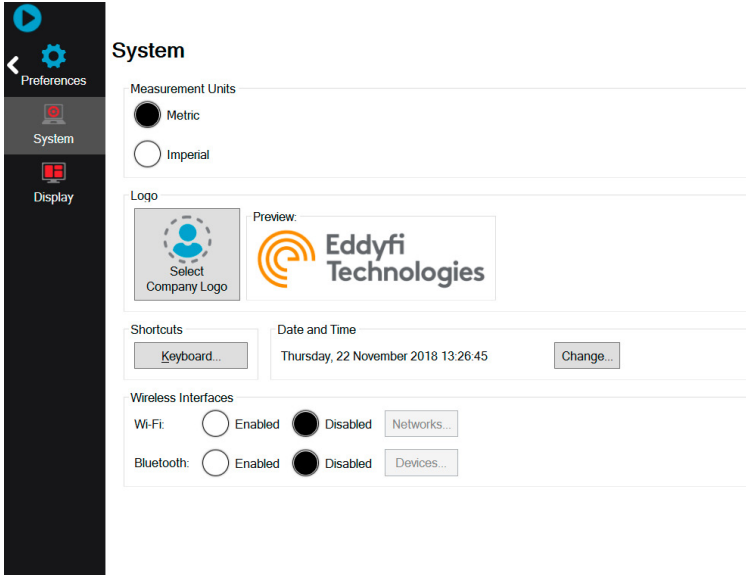 Preferences
System
Display
System
Measurement Units
Metric
Imperial
Logo
Select
Company Logo
Preview:
Eddyfi
Technologies
Shortcuts
Keyboard...
Date and Time
Thursday, 22 November 2018 13:26:45
Change...
Wireless Interfaces
Wi-Fi: Enabled Disabled Networks...
Bluetooth: Enabled Disabled Devices...